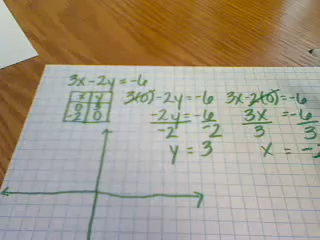 3x-2y=-6
x y
0 3
-2 0
3(0)-2y=-6
-2y=-6
-2 -2
y = 3
3x-2(0)=-6
3x =-6
3 3
x = -2